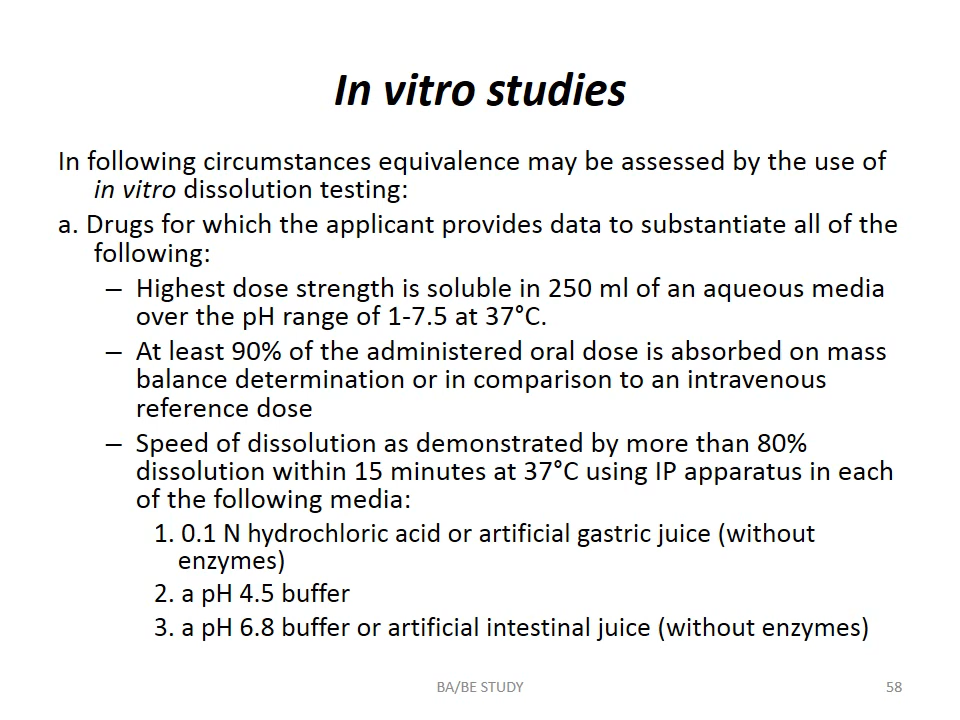 In vitro studies
In following circumstances equivalence may be assessed by the use of
in vitro dissolution testing:
a. Drugs for which the applicant provides data to substantiate all of the
following:
– Highest dose strength is soluble in 250 ml of an aqueous media
over the pH range of 1-7.5 at 37°C.
– At least 90% of the administered oral dose is absorbed on mass
balance determination or in comparison to an intravenous
reference dose
– Speed of dissolution as demonstrated by more than 80%
dissolution within 15 minutes at 37°C using IP apparatus in each
of the following media:
1. 0.1 N hydrochloric acid or artificial gastric juice (without
enzymes)
2. a pH 4.5 buffer
3. a pH 6.8 buffer or artificial intestinal juice (without enzymes)
BA/BE STUDY
58